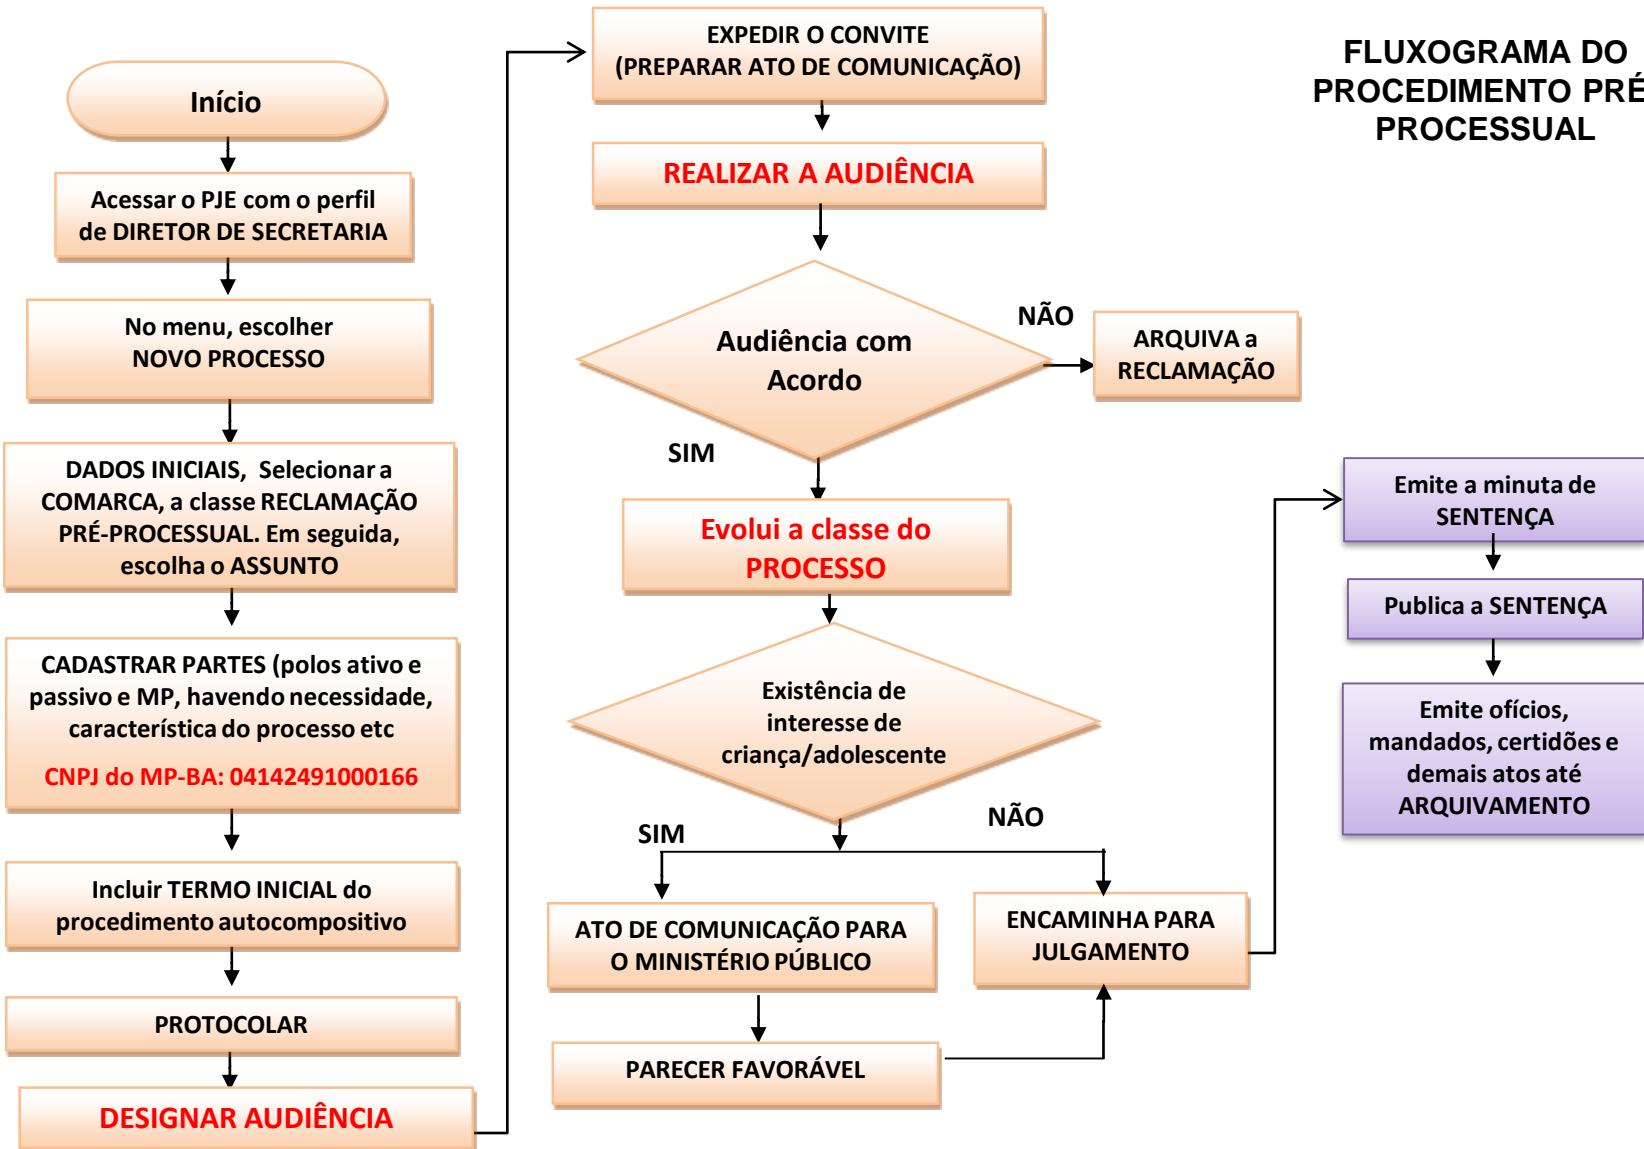 FLUXOGRAMA DO
PROCEDIMENTO PRÉ
PROCESSUAL
Início
Acessar o PJE com o perfil
de DIRETOR DE SECRETARIA
No menu, escolher
NOVO PROCESSO
DADOS INICIAIS, Selecionar a
COMARCA, a classe RECLAMAÇÃO
PRÉ-PROCESSUAL. Em seguida,
escolha o ASSUNTO
CADASTRAR PARTES (polos ativo e
passivo e MP, havendo necessidade,
característica do processo etc
CNPJ do MP-BA: 04142491000166
Incluir TERMO INICIAL do
procedimento autocompositivo
PROTOCOLAR
DESIGNAR AUDIÊNCIA
EXPEDIR O CONVITE
(PREPARAR ATO DE COMUNICAÇÃO)
REALIZAR A AUDIÊNCIA
Audiência com
Acordo
NÃO
ARQUIVA a
RECLAMAÇÃO
SIM
Evolui a classe do
PROCESSO
Existência de
interesse de
criança/adolescente
SIM
NÃO
ATO DE COMUNICAÇÃO PARA
O MINISTÉRIO PÚBLICO
ENCAMINHA PARA
JULGAMENTO
PARECER FAVORÁVEL
Emite a minuta de
SENTENÇA
Publica a SENTENÇA
Emite ofícios,
mandados, certidões e
demais atos até
ARQUIVAMENTO